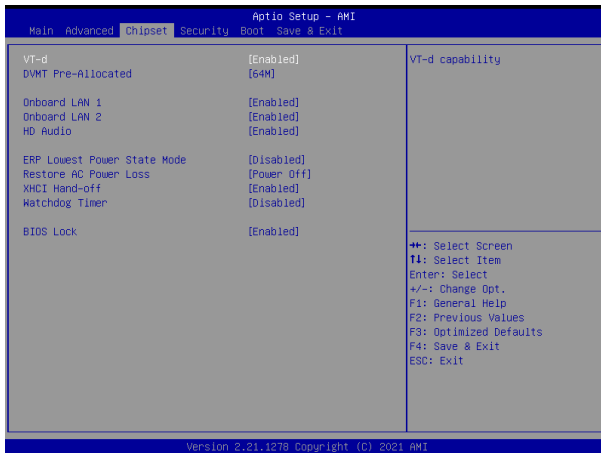 Aptio Setup – AMI
Main Advanced Chipset Security Boot Save & Exit
VT-d [Enabled] VT-d capability
DVMT Pre-Allocated [64M]
Onboard LAN 1 [Enabled]
Onboard LAN 2 [Enabled]
HD Audio [Enabled]
ERP Lowest Power State Mode [Disabled]
Restore AC Power Loss [Power Off]
XHCI Hand-off [Enabled]
Watchdog Timer [Disabled]
BIOS Lock [Enabled]
→←: Select Screen
↑↓: Select Item
Enter: Select
+/-: Change Opt.
F1: General Help
F2: Previous Values
F3: Optimized Defaults
F4: Save & Exit
ESC: Exit
Version 2.21.1278 Copyright (C) 2021 AMI